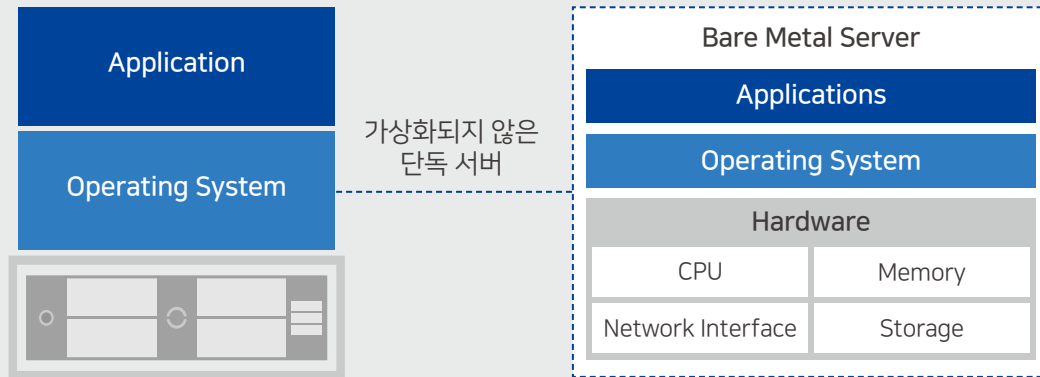 Application
Operating System
가상화되지 않은
단독 서버
Bare Metal Server
Applications
Operating System
Hardware
CPU
Memory
Network Interface
Storage